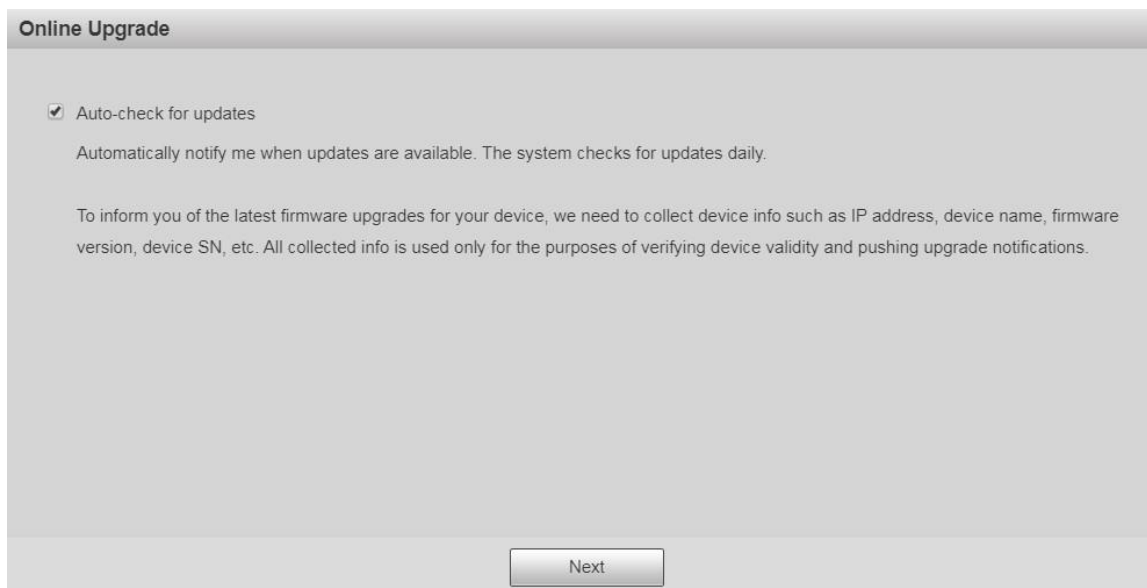 Online Upgrade
Auto-check for updates
Automatically notify me when updates are available. The system checks for updates daily.
To inform you of the latest firmware upgrades for your device, we need to collect device info such as IP address, device name, firmware
version, device SN, etc. All collected info is used only for the purposes of verifying device validity and pushing upgrade notifications.
Next